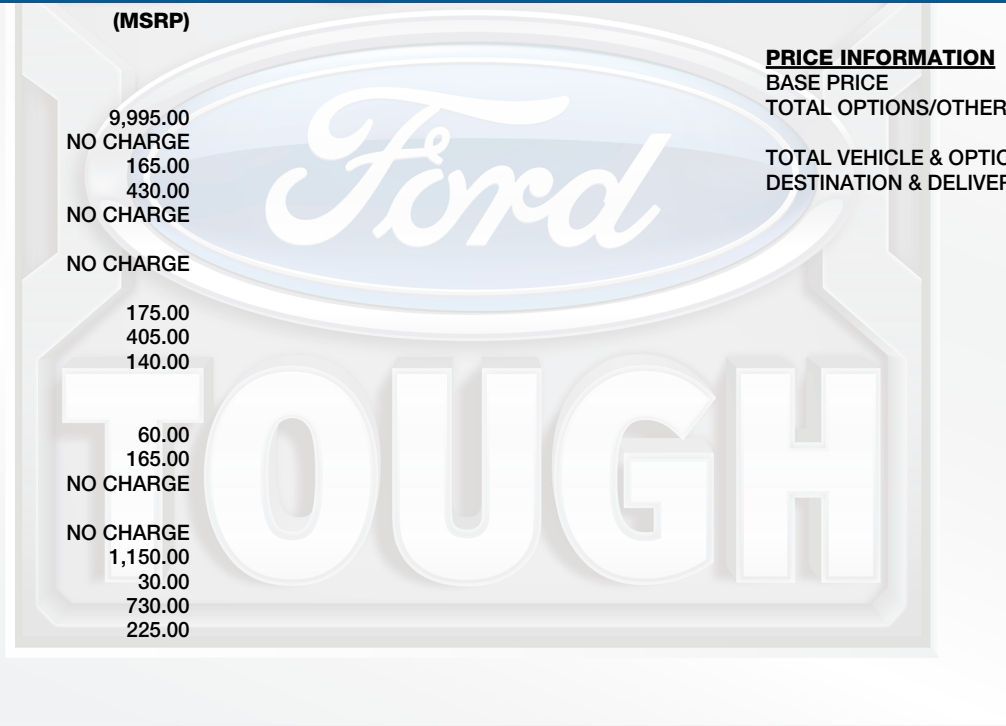 (MSRP)
9,995.00
NO CHARGE
165.00
430.00
NO CHARGE
NO CHARGE
175.00
405.00
140.00
60.00
165.00
NO CHARGE
NO CHARGE
1,150.00
30.00
730.00
225.00
PRICE INFORMATION
BASE PRICE
TOTAL OPTIONS/OTHER
TOTAL VEHICLE & OPTIO
DESTINATION & DELIVER
Ford
TOUGH